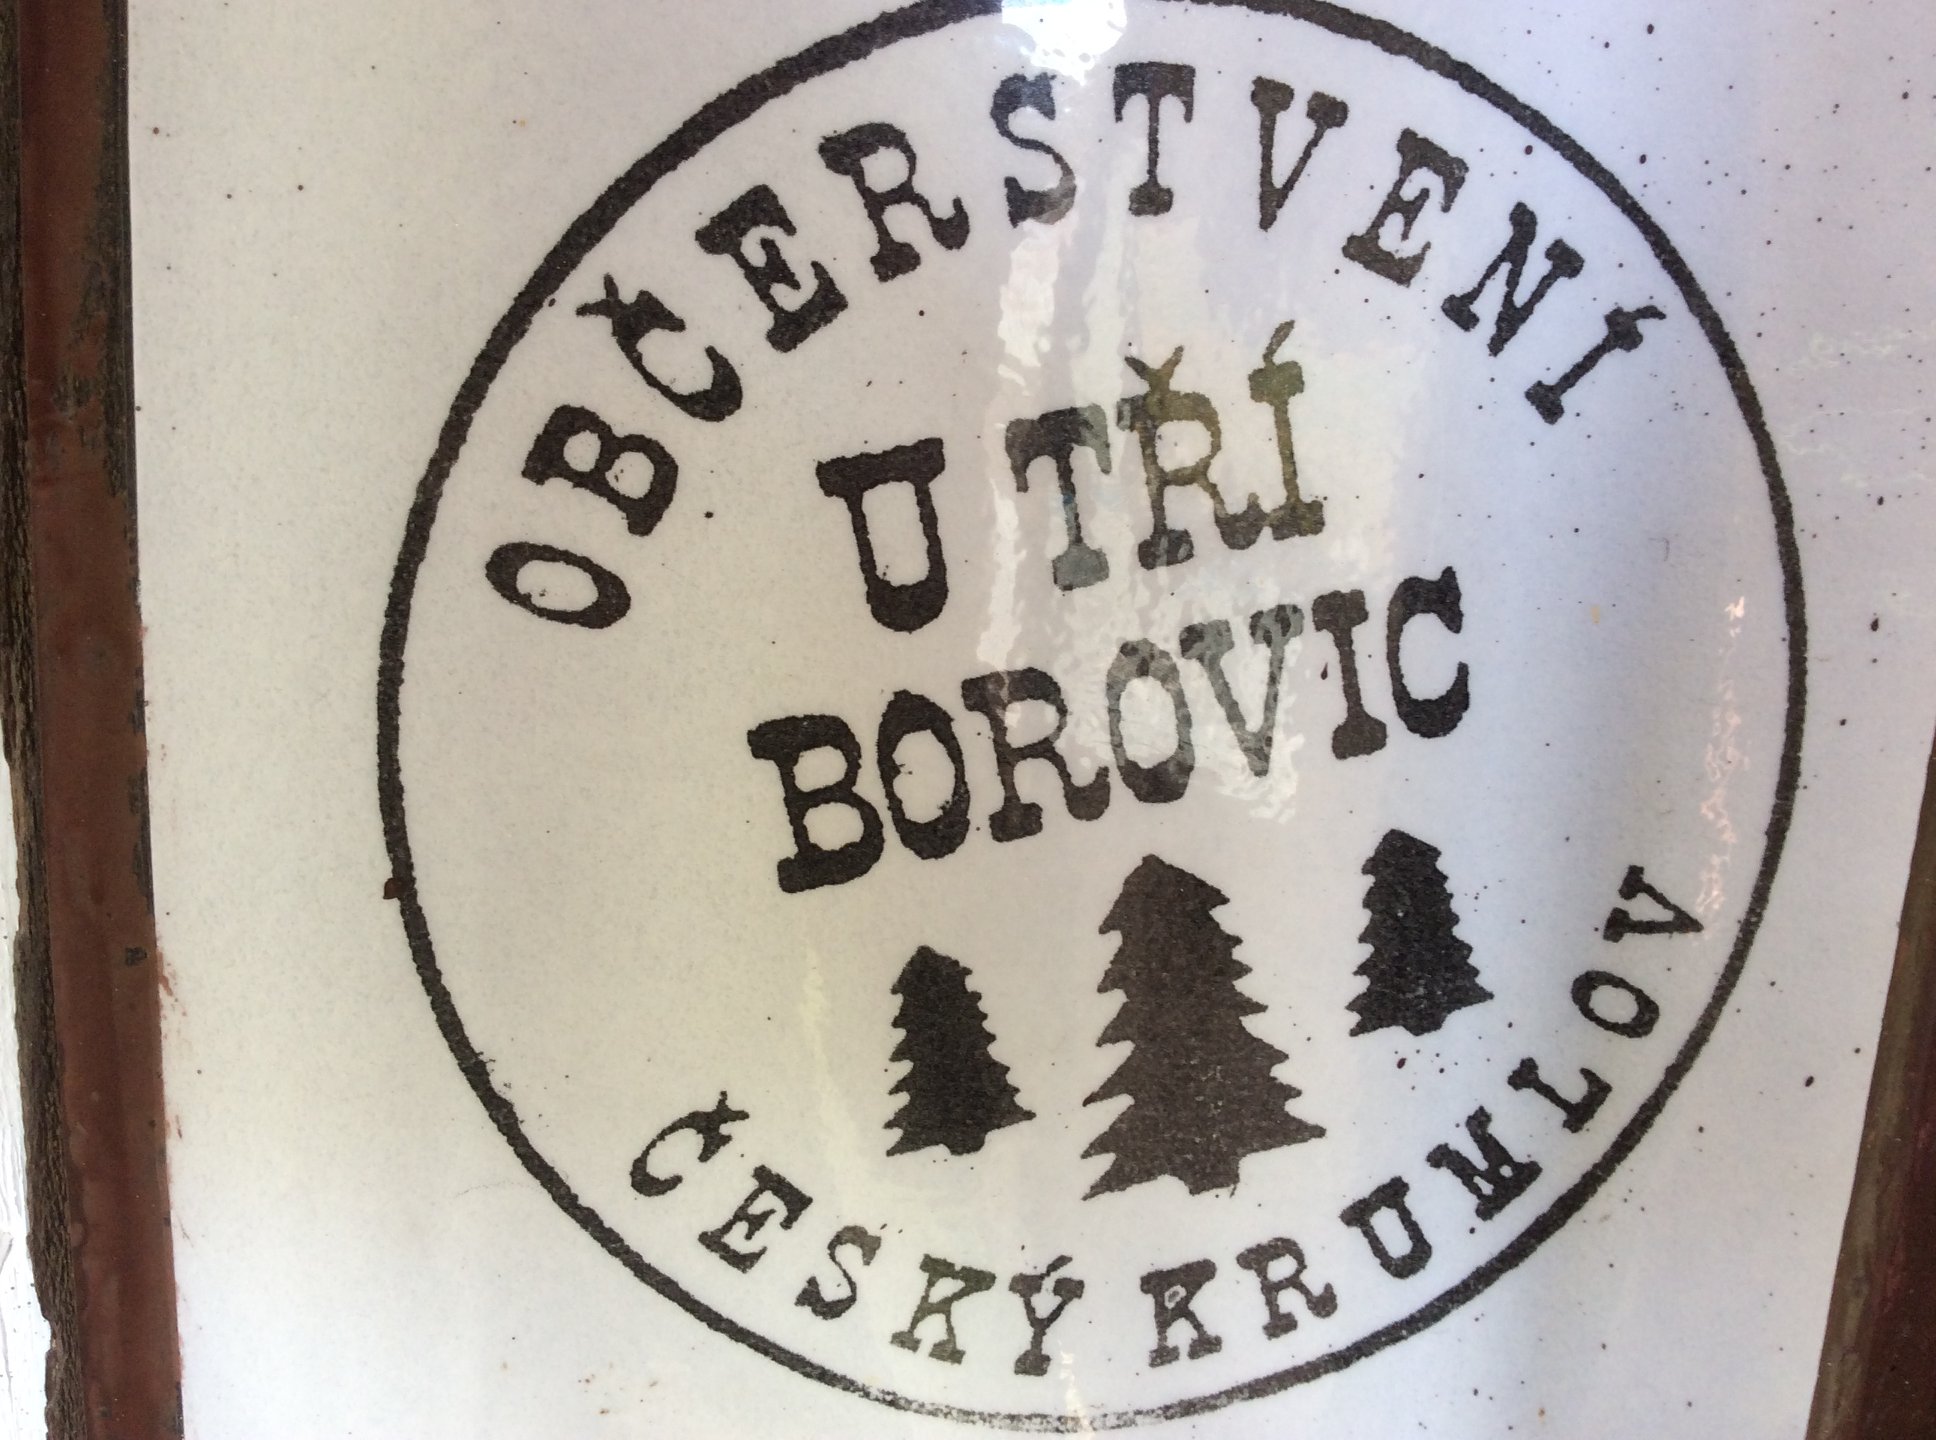 OBČERSTVENÍ
U TŘÍ
BOROVIC
ČESKÝ KRUMLOV